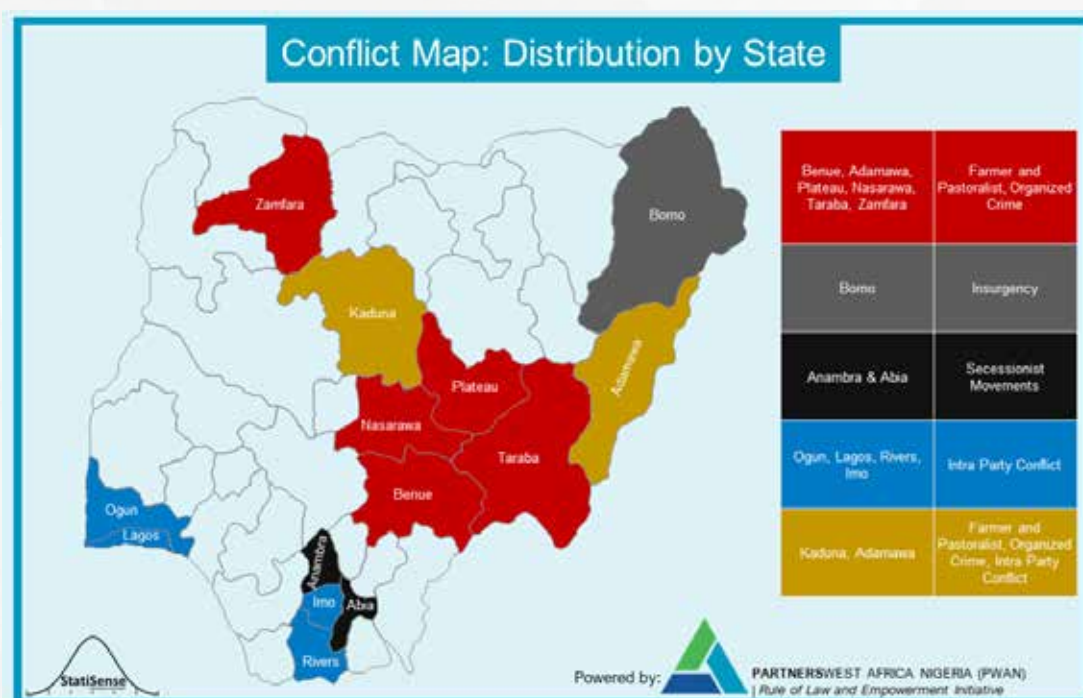 Conflict Map: Distribution by State
Zamfara
Borno
Kaduna
Adamawa
Plateau
Nasarawa
Taraba
Benue
Ogun
Lagos
Anambra
Imo
Abia
Rivers
Benue, Adamawa,
Plateau, Nasarawa,
Taraba, Zamfara
Farmer and
Pastoralist, Organized
Crime
Borno
Insurgency
Anambra & Abia
Secessionist
Movements
Ogun, Lagos, Rivers,
Imo
Intra Party Conflict
Kaduna, Adamawa
Farmer and
Pastoralist, Organized
Crime, Intra Party
Conflict
StatiSense
Powered by:
PARTNERSWEST AFRICA NIGERIA (PWAN)
| Rule of Law and Empowerment Initiative